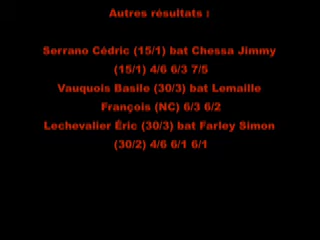 Autres résultats :
Serrano Cédric (15/1) bat Chessa Jimmy
(15/1) 4/6 6/3 7/5
Vauquois Basile (30/3) bat Lemaille
François (NC) 6/3 6/2
Lechevalier Éric (30/3) bat Farley Simon
(30/2) 4/6 6/1 6/1